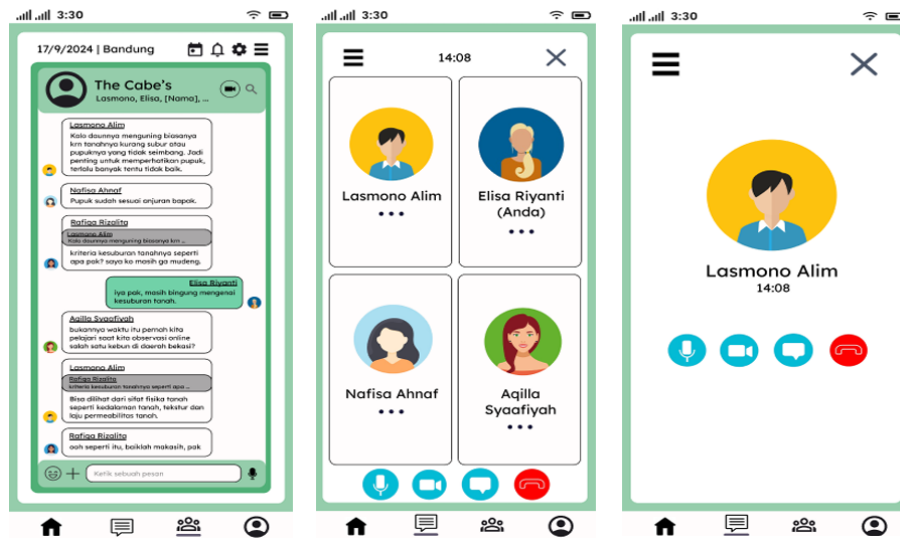 3:30
17/9/2024 | Bandung
The Cabe's
Lasmono, Elisa, [Nama], ...
Lasmono Alim
Kalo daunnya menguning biasanya
krn tanahnya kurang subur atau
pupuknya yang tidak seimbang. Jadi
penting untuk memperhatikan pupuk,
terlalu banyak tentu tidak baik.
Nafisa Ahnaf
Pupuk sudah sesuai anjuran bapak.
Rafiqa Rizalita
Lasmono Alim
Kalo daunnya menguning biasanya krn ...
kriteria kesuburan tanahnya seperti
apa pak? saya ko masih ga mudeng.
Elisa Riyanti
iya pak, masih bingung mengenai
kesuburan tanah.
Aqilla Syaafiyah
bukannya waktu itu pernah kita
pelajari saat kita observasi online
salah satu kebun di daerah bekasi?
Lasmono Alim
Rafiqa Rizalita
kriteria kesuburan tanahnya seperti apa ...
Bisa dilihat dari sifat fisika tanah
seperti kedalaman tanah, tekstur dan
laju permeabilitas tanah.
Rafiqa Rizalita
ooh seperti itu, baiklah makasih, pak
Ketik sebuah pesan
3:30
14:08
Lasmono Alim
Elisa Riyanti
(Anda)
Nafisa Ahnaf
Aqilla
Syaafiyah
3:30
Lasmono Alim
14:08